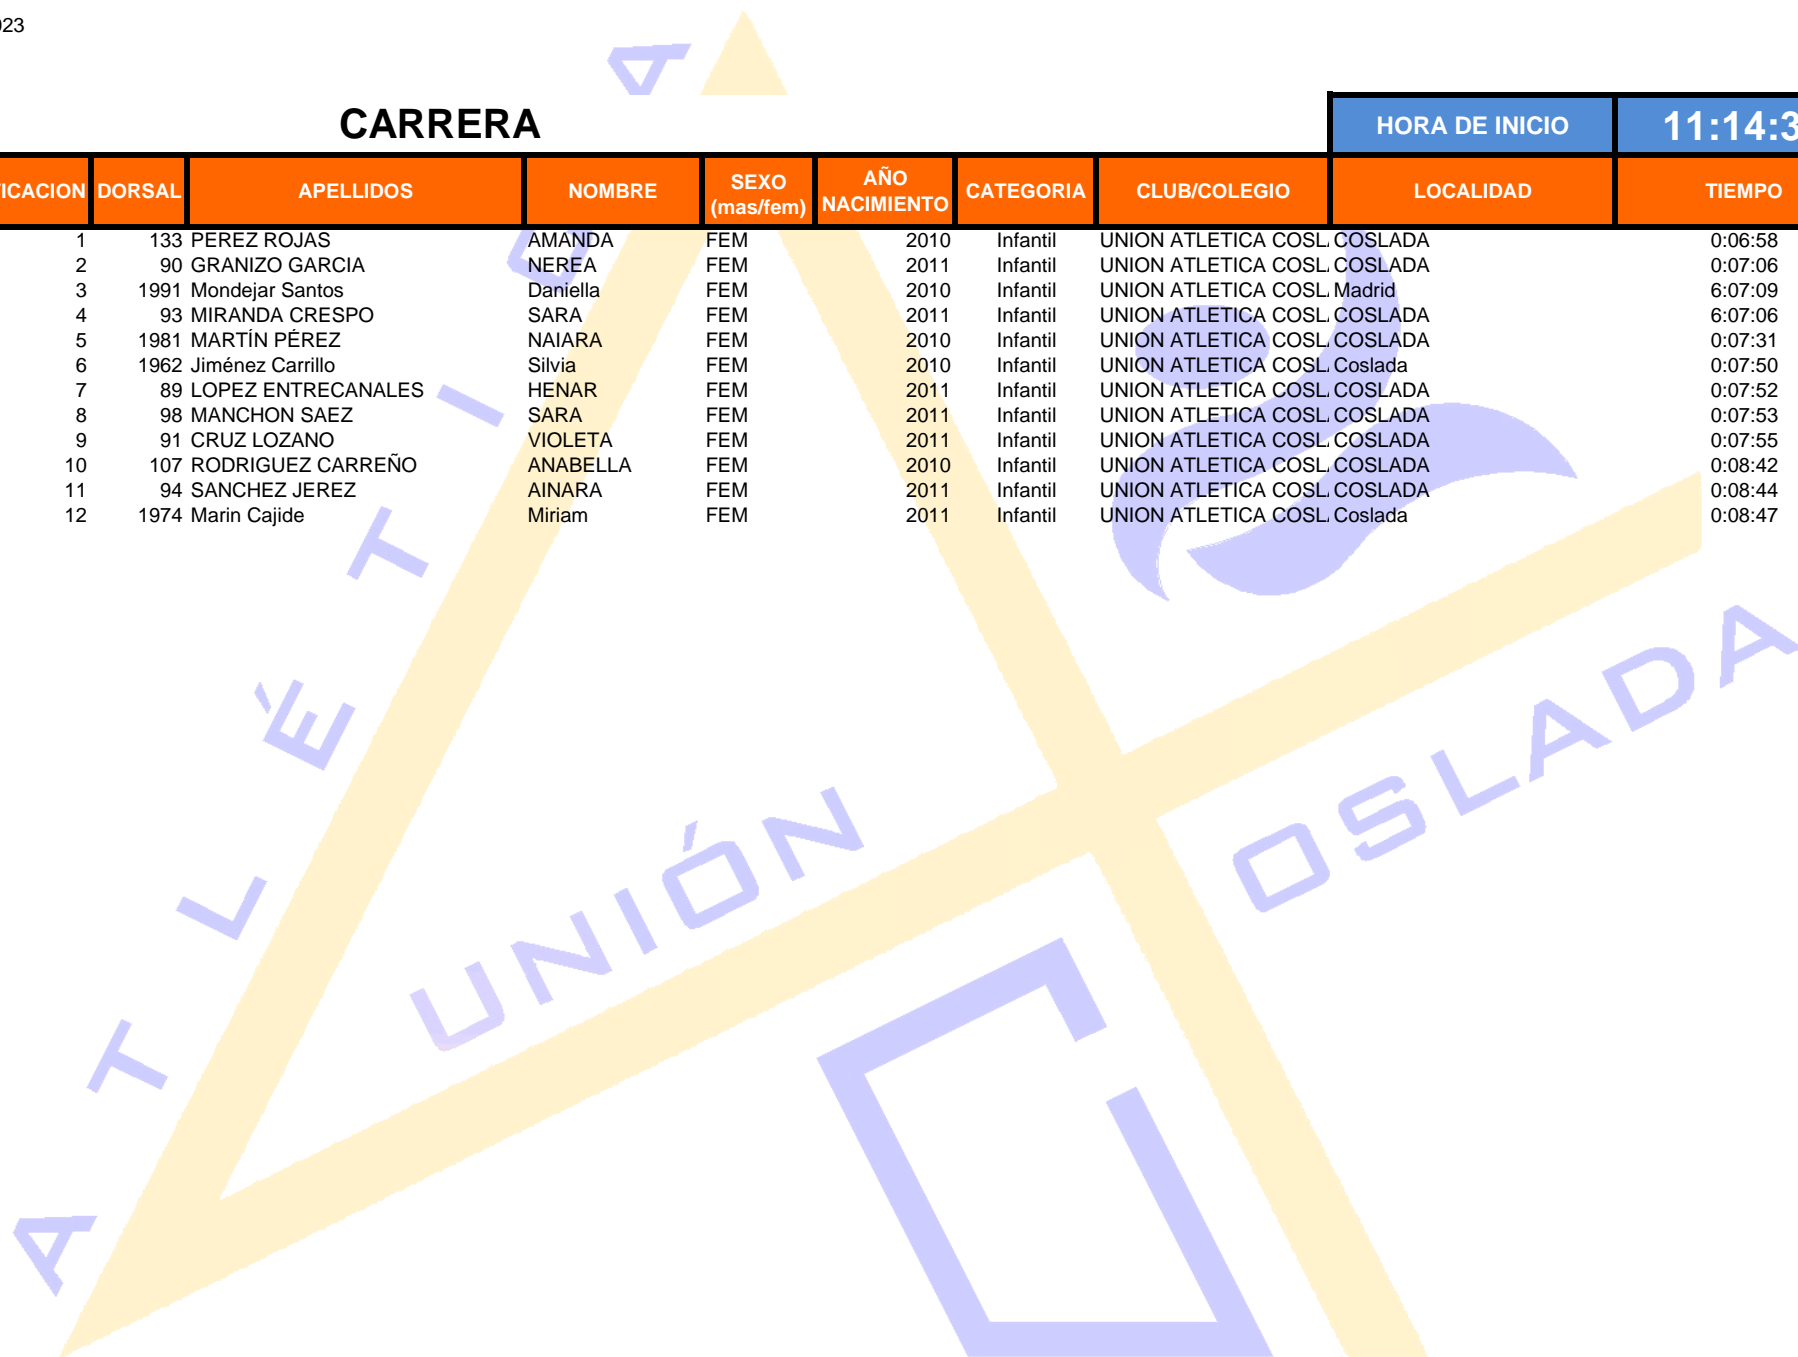 023
CARRERA HORA DE INICIO 11:14:3
ICACION DORSAL APELLIDOS NOMBRE SEXO (mas/fem) AÑO NACIMIENTO CATEGORIA CLUB/COLEGIO LOCALIDAD TIEMPO
1 133 PEREZ ROJAS AMANDA FEM 2010 Infantil UNION ATLETICA COSL COSLADA 0:06:58
2 90 GRANIZO GARCIA NEREA FEM 2011 Infantil UNION ATLETICA COSL COSLADA 0:07:06
3 1991 Mondejar Santos Daniella FEM 2010 Infantil UNION ATLETICA COSL Madrid 6:07:09
4 93 MIRANDA CRESPO SARA FEM 2011 Infantil UNION ATLETICA COSL COSLADA 6:07:06
5 1981 MARTÍN PÉREZ NAIARA FEM 2010 Infantil UNION ATLETICA COSL COSLADA 0:07:31
6 1962 Jiménez Carrillo Silvia FEM 2010 Infantil UNION ATLETICA COSL Coslada 0:07:50
7 89 LOPEZ ENTRECANALES HENAR FEM 2011 Infantil UNION ATLETICA COSL COSLADA 0:07:52
8 98 MANCHON SAEZ SARA FEM 2011 Infantil UNION ATLETICA COSL COSLADA 0:07:53
9 91 CRUZ LOZANO VIOLETA FEM 2011 Infantil UNION ATLETICA COSL COSLADA 0:07:55
10 107 RODRIGUEZ CARREÑO ANABELLA FEM 2010 Infantil UNION ATLETICA COSL COSLADA 0:08:42
11 94 SANCHEZ JEREZ AINARA FEM 2011 Infantil UNION ATLETICA COSL COSLADA 0:08:44
12 1974 Marin Cajide Miriam FEM 2011 Infantil UNION ATLETICA COSL Coslada 0:08:47
UNIÓN
ATLÉTICA
OSLADA